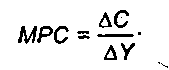 MPC = ΔC / ΔY.